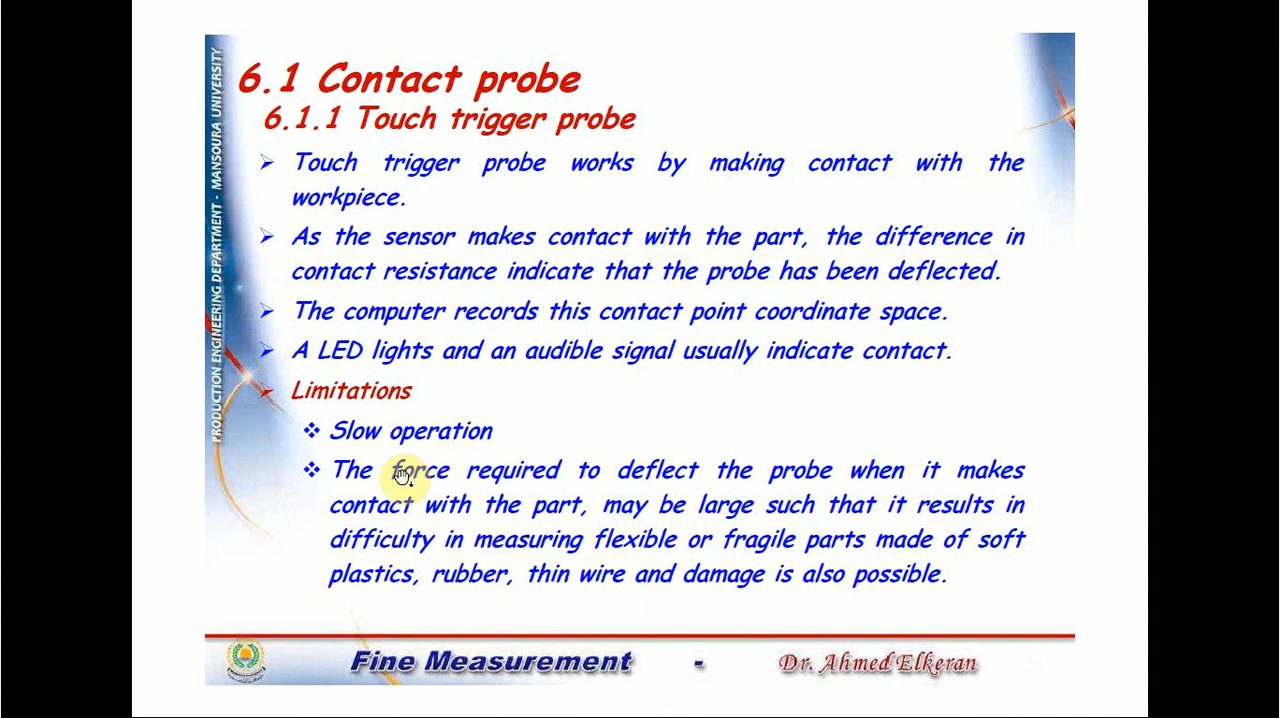 6.1 Contact probe
6.1.1 Touch trigger probe
Touch trigger probe works by making contact with the
workpiece.
As the sensor makes contact with the part, the difference in
contact resistance indicate that the probe has been deflected.
The computer records this contact point coordinate space.
A LED lights and an audible signal usually indicate contact.
Limitations
Slow operation
The force required to deflect the probe when it makes
contact with the part, may be large such that it results in
difficulty in measuring flexible or fragile parts made of soft
plastics, rubber, thin wire and damage is also possible.
PRODUCTION ENGINEERING DEPARTMENT - MANSOURA UNIVERSITY
Fine Measurement - Dr. Ahmed Elkeran